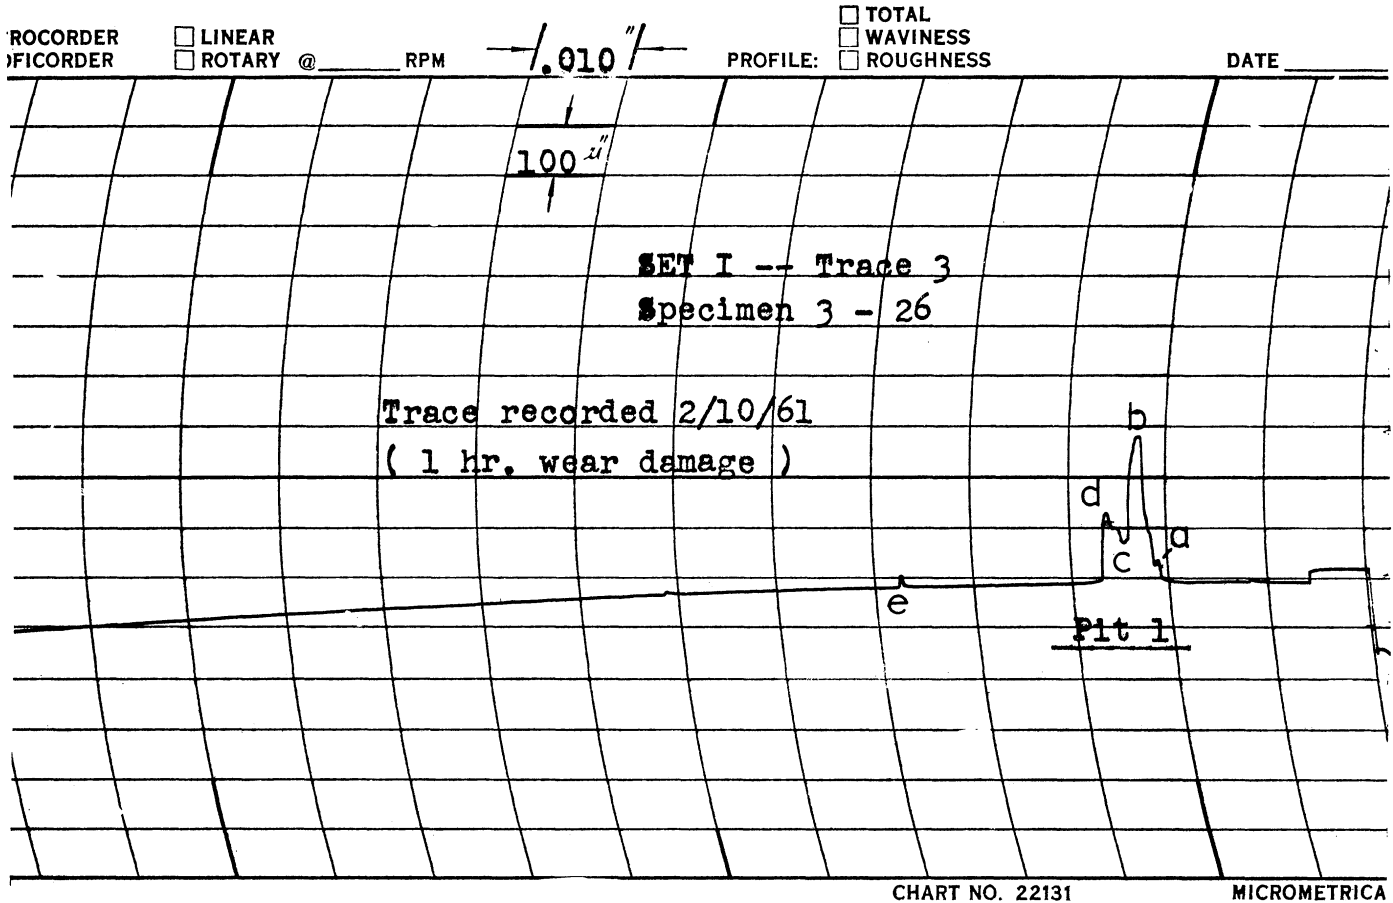 ROCORDER
OFICORDER
LINEAR
ROTARY @ RPM
.010"
PROFILE:
TOTAL
WAVINESS
ROUGHNESS
DATE
100 μ"
SET I -- Trace 3
Specimen 3 - 26
Trace recorded 2/10/61
( 1 hr. wear damage )
b
d
a
c
e
Pit 1
CHART NO. 22131
MICROMETRICA